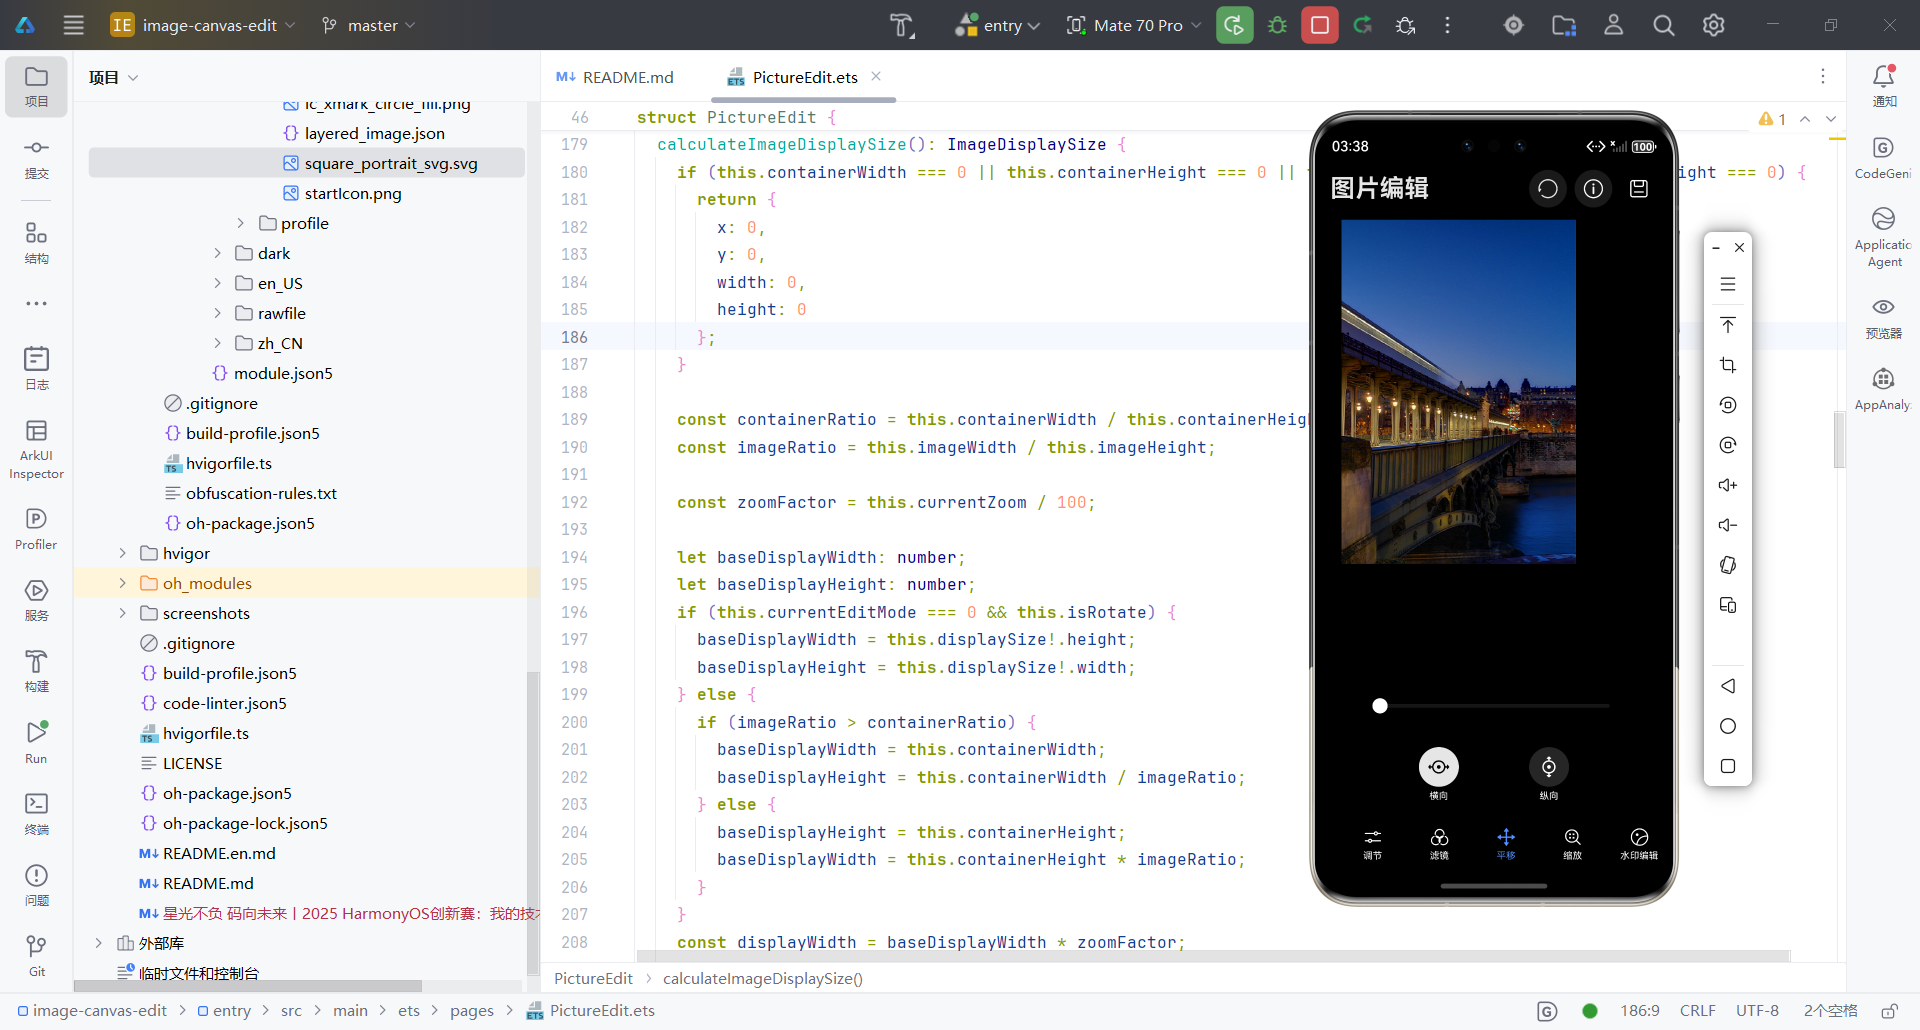 IE image-canvas-edit master entry Mate 70 Pro
项目
提交
结构
日志
ArkUI
Inspector
Profiler
服务
构建
Run
终端
问题
Git
项目
ic_xmark_circle_fill.png
layered_image.json
square_portrait_svg.svg
startIcon.png
profile
dark
en_US
rawfile
zh_CN
module.json5
.gitignore
build-profile.json5
hvigorfile.ts
obfuscation-rules.txt
oh-package.json5
hvigor
oh_modules
screenshots
.gitignore
build-profile.json5
code-linter.json5
hvigorfile.ts
LICENSE
oh-package.json5
oh-package-lock.json5
README.en.md
README.md
星光不负 码向未来丨2025 HarmonyOS创新赛：我的技术
外部库
临时文件和控制台
README.md PictureEdit.ets
46 struct PictureEdit {
1
179 calculateImageDisplaySize(): ImageDisplaySize {
180 if (this.containerWidth === 0 || this.containerHeight === 0 || ight === 0) {
181 return {
182 x: 0,
183 y: 0,
184 width: 0,
185 height: 0
186 };
187 }
188
189 const containerRatio = this.containerWidth / this.containerHeigh
190 const imageRatio = this.imageWidth / this.imageHeight;
191
192 const zoomFactor = this.currentZoom / 100;
193
194 let baseDisplayWidth: number;
195 let baseDisplayHeight: number;
196 if (this.currentEditMode === 0 && this.isRotate) {
197 baseDisplayWidth = this.displaySize!.height;
198 baseDisplayHeight = this.displaySize!.width;
199 } else {
200 if (imageRatio > containerRatio) {
201 baseDisplayWidth = this.containerWidth;
202 baseDisplayHeight = this.containerWidth / imageRatio;
203 } else {
204 baseDisplayHeight = this.containerHeight;
205 baseDisplayWidth = this.containerHeight * imageRatio;
206 }
207 }
208 const displayWidth = baseDisplayWidth * zoomFactor;
PictureEdit calculateImageDisplaySize()
03:38 100
图片编辑
横向 纵向
调节 滤镜 平移 缩放 水印编辑
通知
CodeGeni
Applicatic
Agent
预览器
AppAnaly
image-canvas-edit entry src main ets pages PictureEdit.ets
186:9 CRLF UTF-8 2个空格